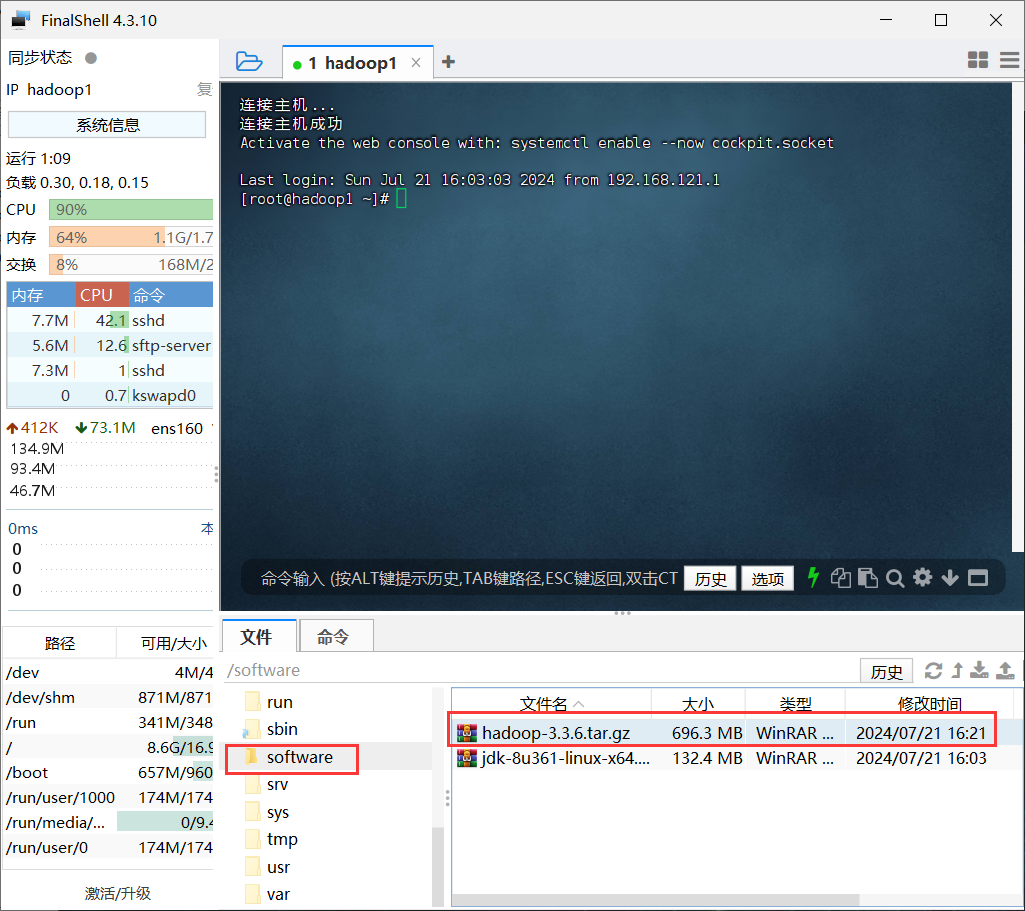 FinalShell 4.3.10
同步状态
IP hadoop1
复
系统信息
运行 1:09
负载 0.30, 0.18, 0.15
CPU 90%
内存 64% 1.1G/1.7
交换 8% 168M/2
内存 CPU 命令
7.7M 42.1 sshd
5.6M 12.6 sftp-server
7.3M 1 sshd
0 0.7 kswapd0
412K 73.1M ens160
134.9M
93.4M
46.7M
0ms 本
0
0
0
路径 可用/大小
/dev 4M/4
/dev/shm 871M/871
/run 341M/348
/ 8.6G/16.9
/boot 657M/960
/run/user/1000 174M/174
/run/media/... 0/9.4
/run/user/0 174M/174
激活/升级
1 hadoop1
连接主机...
连接主机成功
Activate the web console with: systemctl enable --now cockpit.socket
Last login: Sun Jul 21 16:03:03 2024 from 192.168.121.1
[root@hadoop1 ~]#
命令输入 (按ALT键提示历史,TAB键路径,ESC键返回,双击CT 历史 选项
文件 命令
/software 历史
run
sbin
software
srv
sys
tmp
usr
var
文件名 大小 类型 修改时间
hadoop-3.3.6.tar.gz 696.3 MB WinRAR ... 2024/07/21 16:21
jdk-8u361-linux-x64.... 132.4 MB WinRAR ... 2024/07/21 16:03